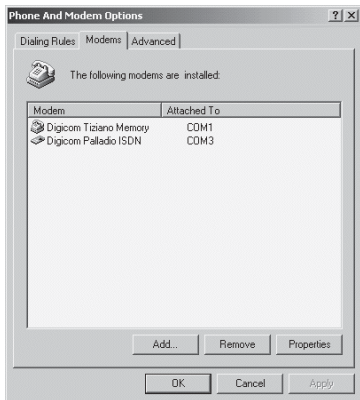 Phone And Modem Options
Dialing Rules Modems Advanced
The following modems are installed:
Modem Attached To
Digicom Tiziano Memory COM1
Digicom Palladio ISDN COM3
Add... Remove Properties
OK Cancel Apply